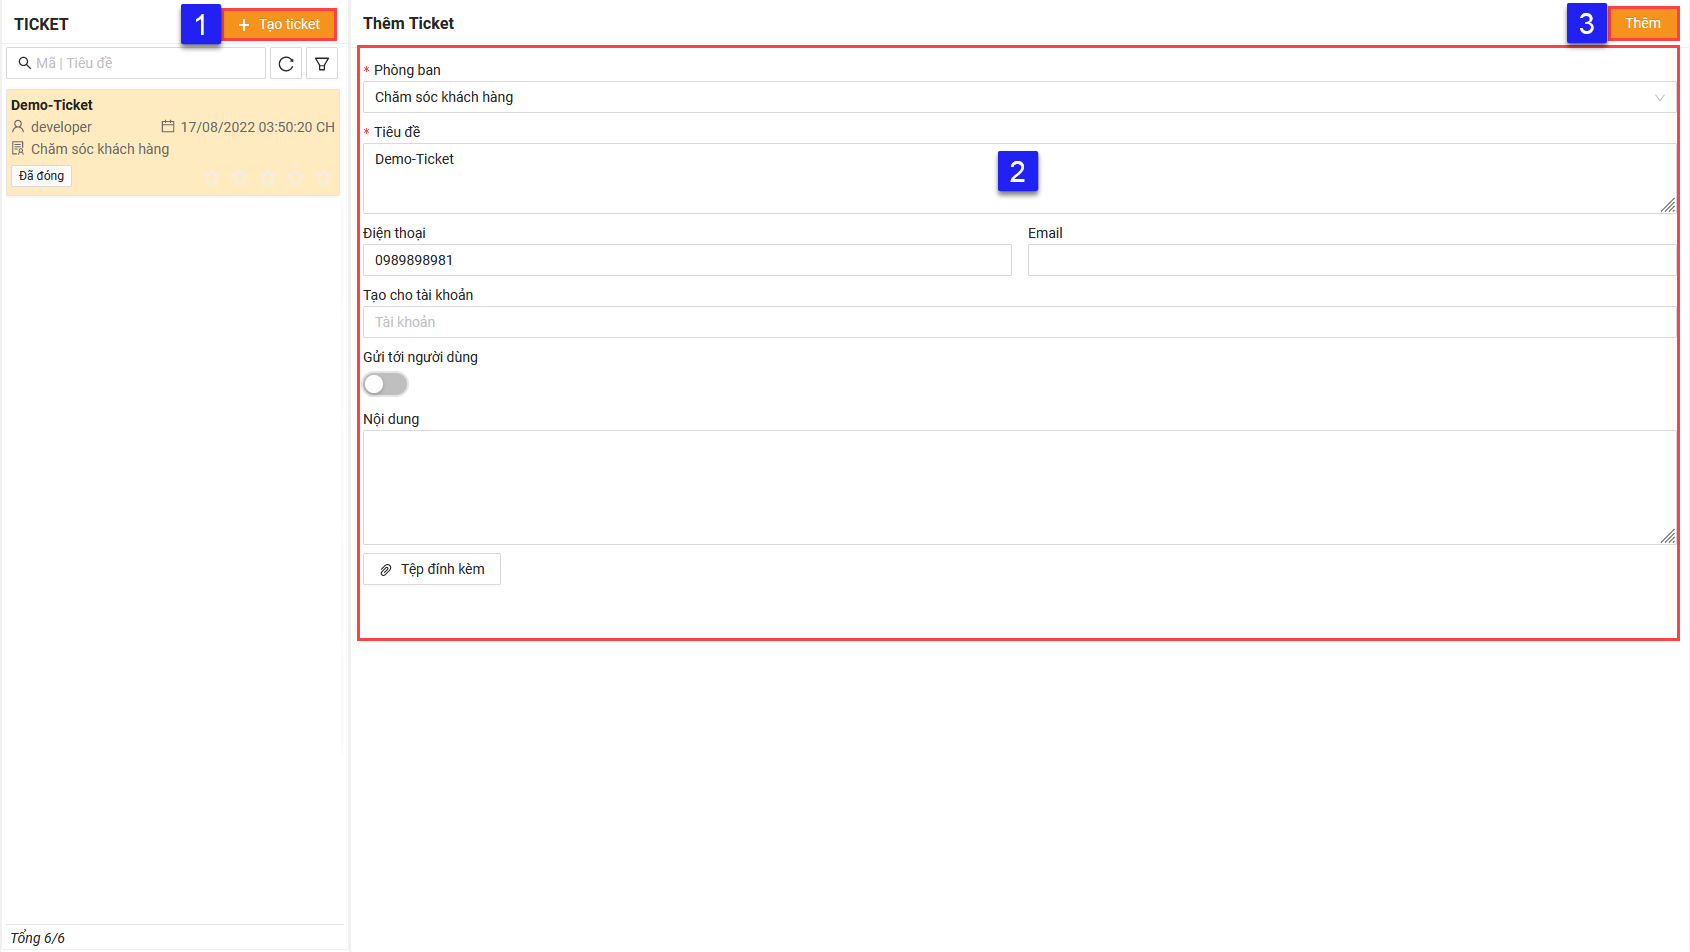 TICKET
1
+ Tạo ticket
Mã | Tiêu đề
Demo-Ticket
developer
17/08/2022 03:50:20 CH
Chăm sóc khách hàng
Đã đóng
Tổng 6/6
Thêm Ticket
3
Thêm
* Phòng ban
Chăm sóc khách hàng
* Tiêu đề
Demo-Ticket
2
Điện thoại
Email
0989898981
Tạo cho tài khoản
Tài khoản
Gửi tới người dùng
Nội dung
Tệp đính kèm